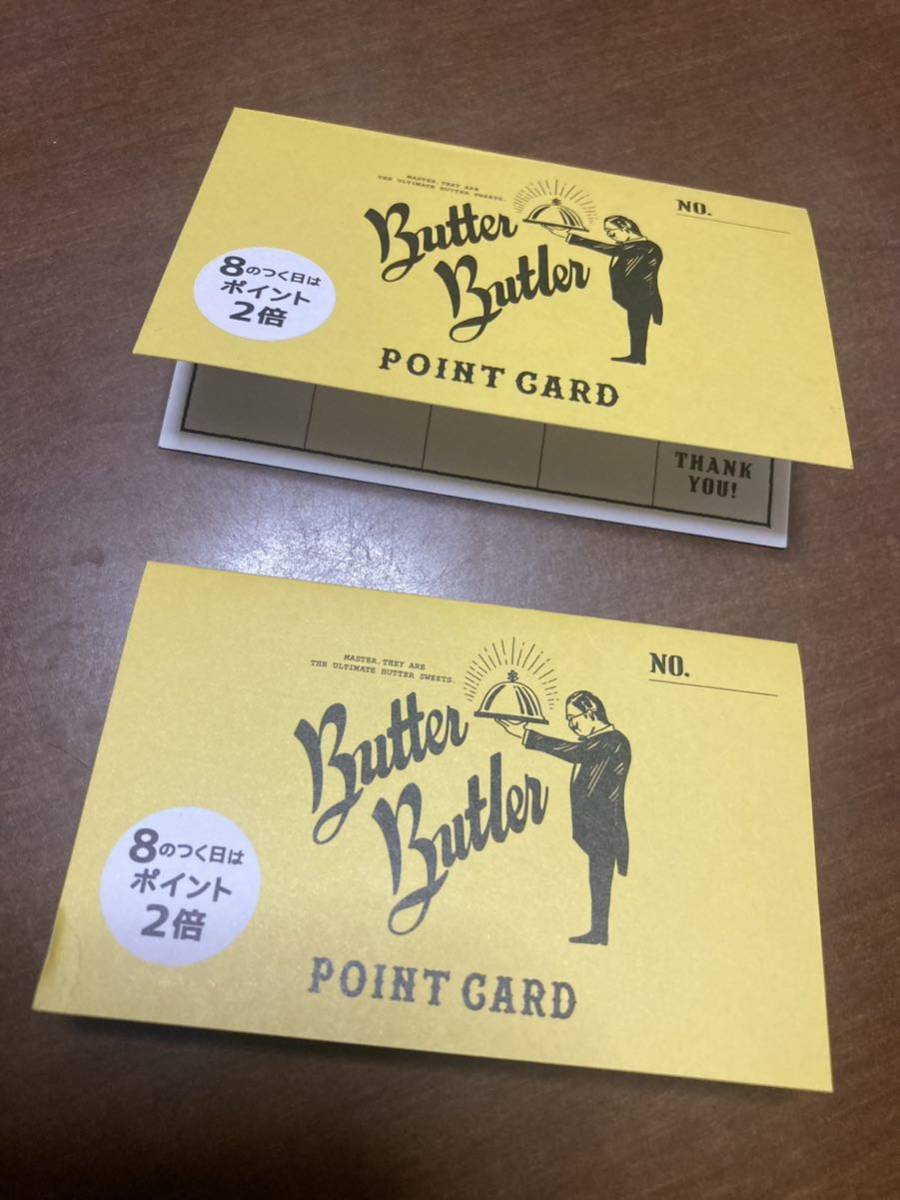 MASTER, THEY ARE
THE ULTIMATE BUTTER SWEETS.
Butter
Butler
NO.
8のつく日は
ポイント
2倍
POINT CARD
THANK
YOU!
MASTER, THEY ARE
THE ULTIMATE BUTTER SWEETS.
Butter
Butler
NO.
8のつく日は
ポイント
2倍
POINT CARD